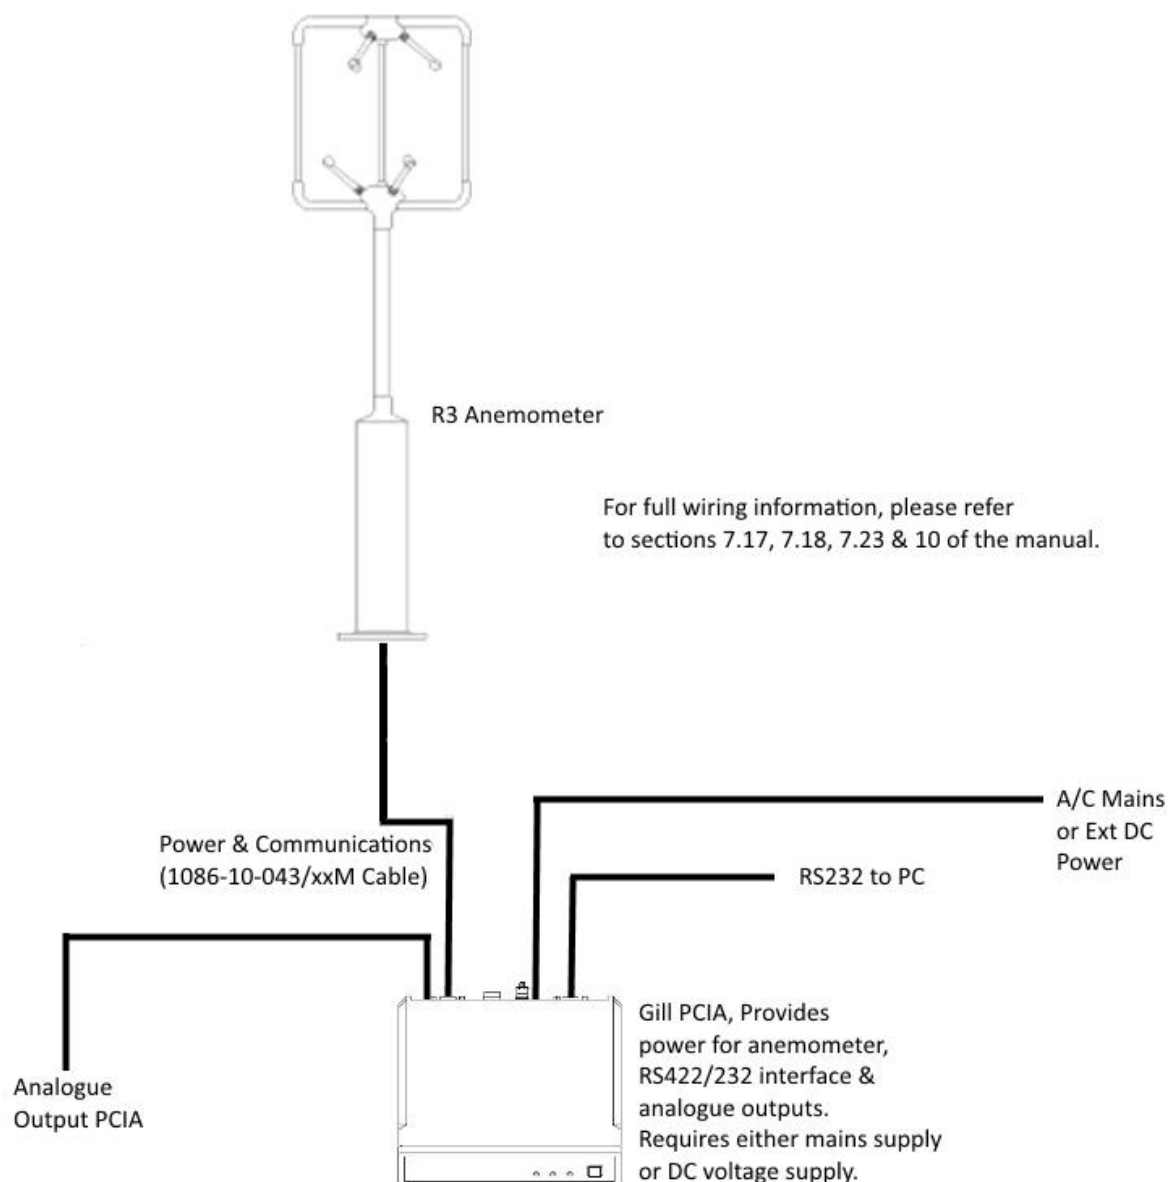 R3 Anemometer
For full wiring information, please refer
to sections 7.17, 7.18, 7.23 & 10 of the manual.
A/C Mains
or Ext DC
Power
Power & Communications
(1086-10-043/xxM Cable)
RS232 to PC
Gill PCIA, Provides
power for anemometer,
RS422/232 interface &
analogue outputs.
Requires either mains supply
or DC voltage supply.
Analogue
Output PCIA